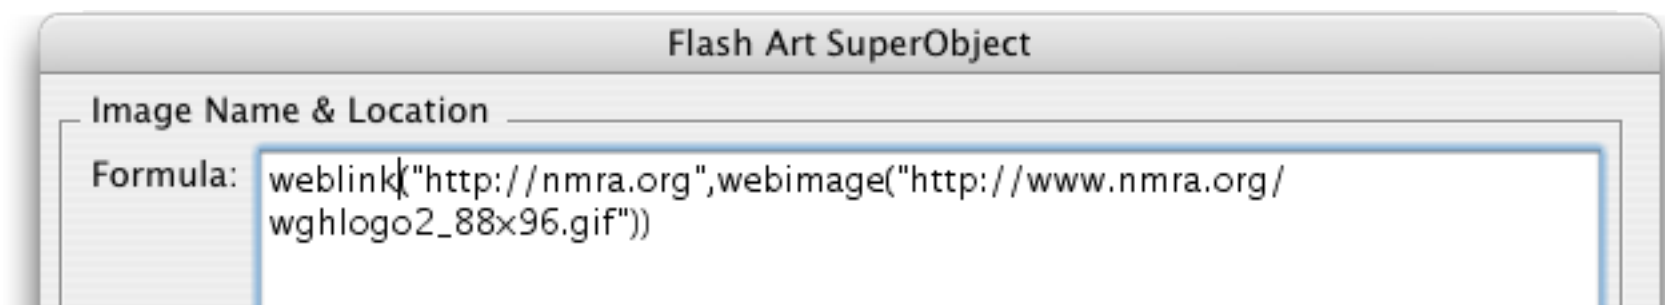 Flash Art SuperObject
Image Name & Location
Formula:
weblink("http://nmra.org",webimage("http://www.nmra.org/
wghlogo2_88x96.gif"))